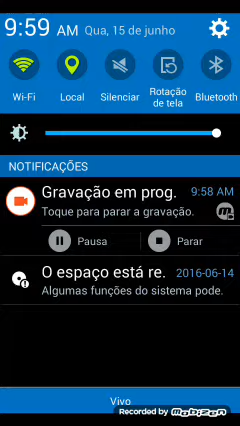 9:59 AM Qua, 15 de junho
Wi-Fi Local Silenciar Rotação de tela Bluetooth
NOTIFICAÇÕES
Gravação em prog. 9:58 AM
Toque para parar a gravação.
Pausa Parar
O espaço está re. 2016-06-14
Algumas funções do sistema pode.
Vivo
Recorded by Mobizen